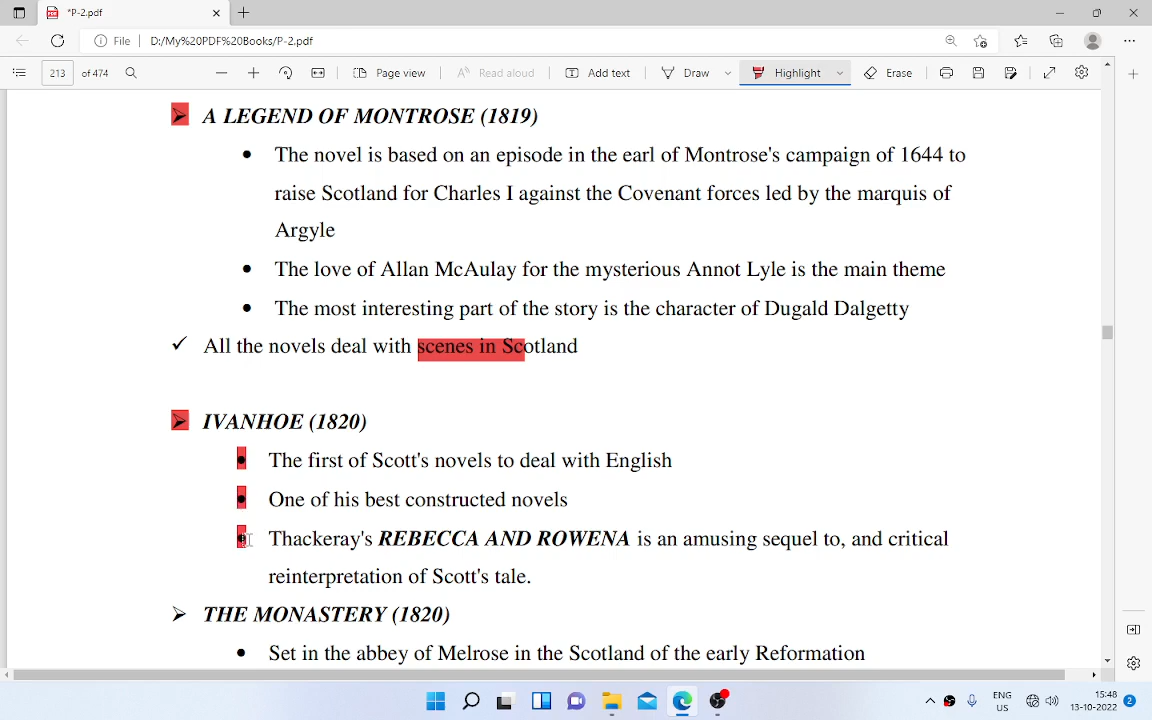 *P-2.pdf
File D:/My%20PDF%20Books/P-2.pdf
213 of 474 Page view Read aloud Add text Draw Highlight Erase
A LEGEND OF MONTROSE (1819)
• The novel is based on an episode in the earl of Montrose's campaign of 1644 to
raise Scotland for Charles I against the Covenant forces led by the marquis of
Argyle
• The love of Allan McAulay for the mysterious Annot Lyle is the main theme
• The most interesting part of the story is the character of Dugald Dalgetty
✓ All the novels deal with scenes in Scotland
IVANHOE (1820)
• The first of Scott's novels to deal with English
• One of his best constructed novels
• Thackeray's REBECCA AND ROWENA is an amusing sequel to, and critical
reinterpretation of Scott's tale.
THE MONASTERY (1820)
• Set in the abbey of Melrose in the Scotland of the early Reformation
ENG 15:48
US 13-10-2022 2